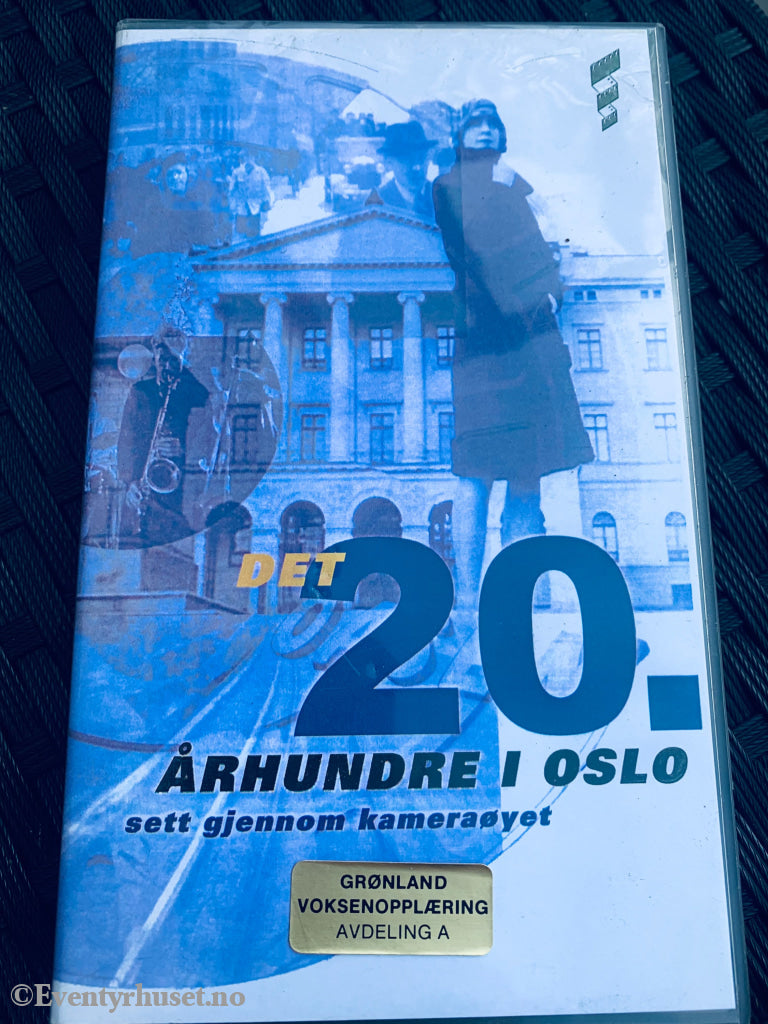 DET
20.
ÅRHUNDRE I OSLO
sett gjennom kameraøyet
GRØNLAND
VOKSENOPPLÆRING
AVDELING A
©Eventyrhuset.no